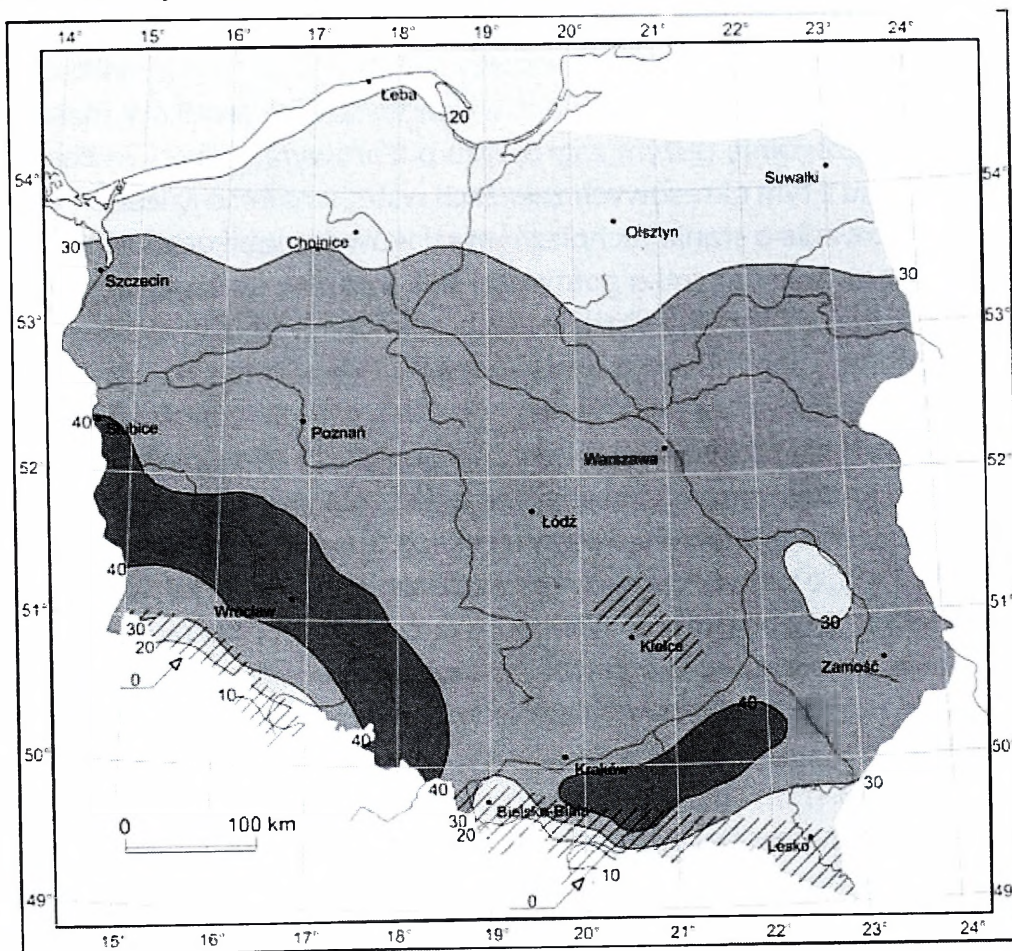 14° 15° 16° 17° 18° 19° 20° 21° 22° 23° 24°
Łeba
20
54° 54°
Suwałki
Olsztyn
Chojnice
30
Szczecin
30
53° 53°
40
Słubice
Poznań
Warszawa
52° 52°
Łódź
40
Wrocław
51° 51°
30
30
Kielce
20
Zamość
0
10
40
50° 50°
40
Kraków
30
40
Bielsko-Biała
0 100 km
30
20
Lesko
10
0
49° 49°
15° 16° 17° 18° 19° 20° 21° 22° 23° 24°